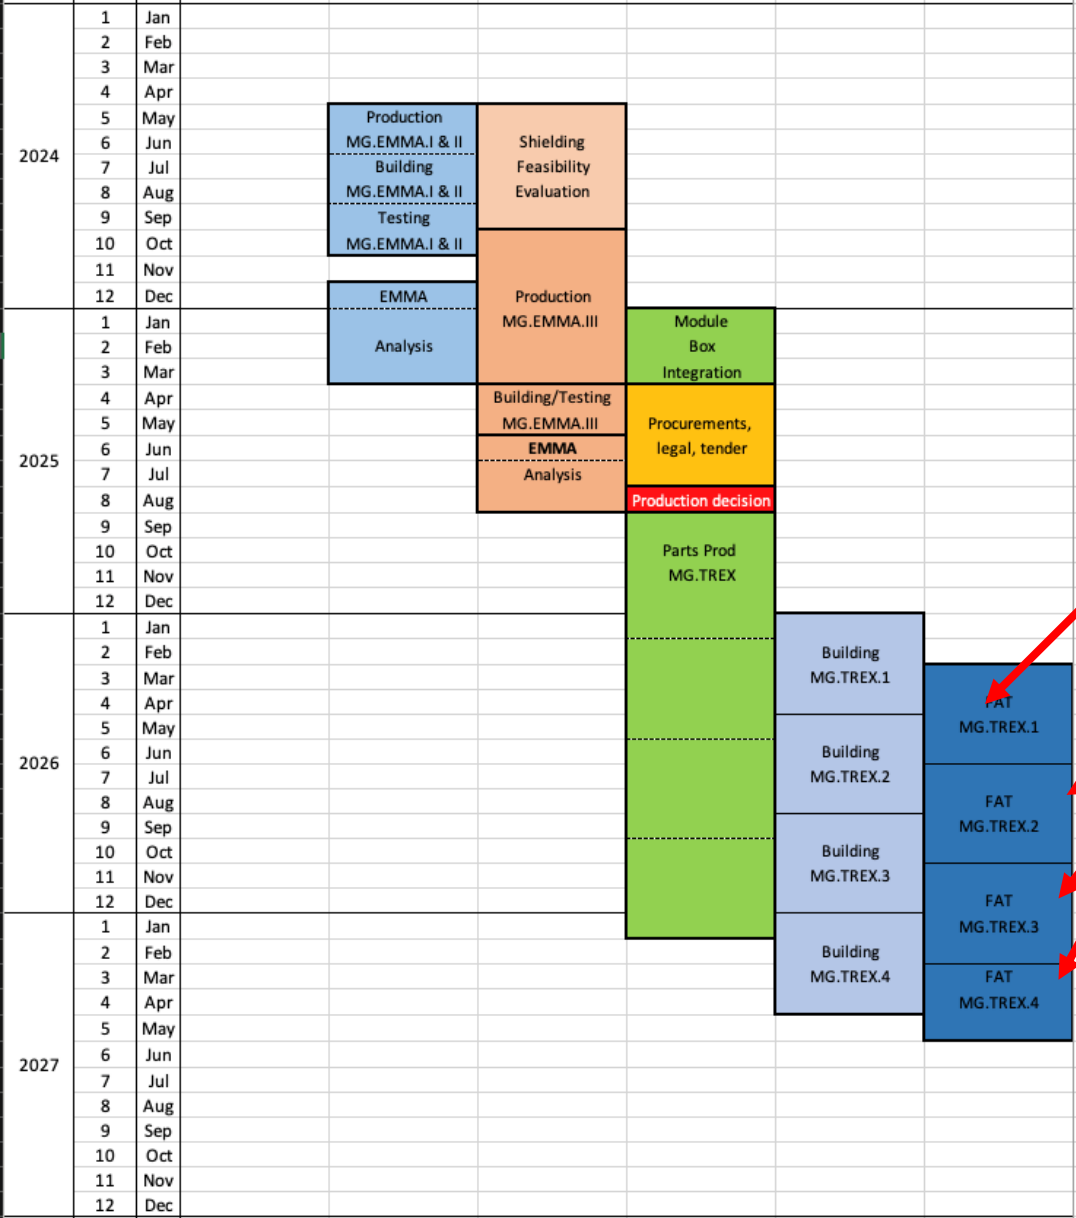 1 Jan
2 Feb
3 Mar
4 Apr
5 May Production
2024 6 Jun MG.EMMA.I & II Shielding
7 Jul Building Feasibility
8 Aug MG.EMMA.I & II Evaluation
9 Sep Testing
10 Oct MG.EMMA.I & II
11 Nov
12 Dec EMMA Production
1 Jan MG.EMMA.III Module
2 Feb Analysis Box
3 Mar Integration
4 Apr Building/Testing
5 May MG.EMMA.III Procurements,
2025 6 Jun EMMA legal, tender
7 Jul Analysis
8 Aug Production decision
9 Sep
10 Oct Parts Prod
11 Nov MG.TREX
12 Dec
1 Jan
2 Feb Building
3 Mar MG.TREX.1
4 Apr FAT
5 May MG.TREX.1
2026 6 Jun Building
7 Jul MG.TREX.2
8 Aug FAT
9 Sep MG.TREX.2
10 Oct Building
11 Nov MG.TREX.3
12 Dec FAT
1 Jan MG.TREX.3
2 Feb Building
3 Mar MG.TREX.4 FAT
4 Apr MG.TREX.4
5 May
2027 6 Jun
7 Jul
8 Aug
9 Sep
10 Oct
11 Nov
12 Dec